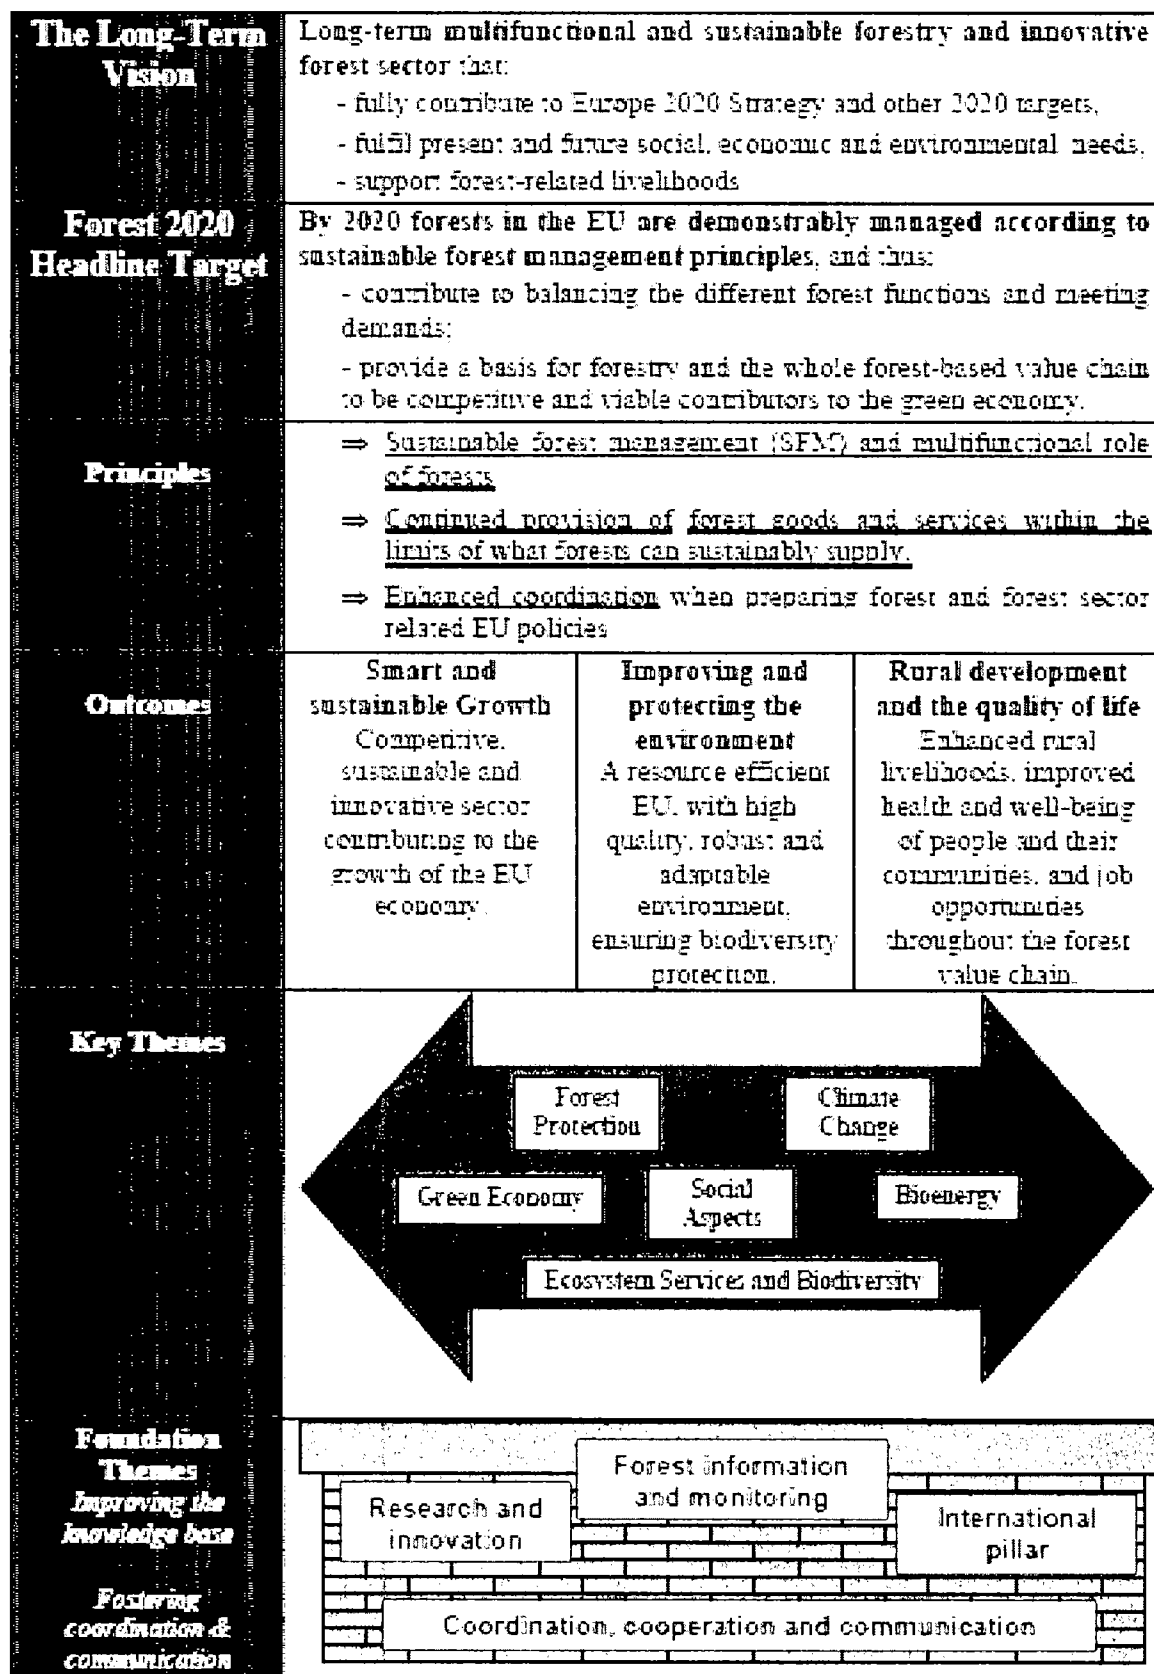 The Long-Term
Vision
Long-term multifunctional and sustainable forestry and innovative
forest sector that:
- fully contribute to Europe 2020 Strategy and other 2020 targets,
- fulfil present and future social, economic and environmental needs,
- support forest-related livelihoods
Forest 2020
Headline Target
By 2020 forests in the EU are demonstrably managed according to
sustainable forest management principles, and thus:
- contribute to balancing the different forest functions and meeting
demands;
- provide a basis for forestry and the whole forest-based value chain
to be competitive and viable contributors to the green economy.
Principles
⇒ Sustainable forest management (SFM) and multifunctional role
of forests
⇒ Continued provision of forest goods and services within the
limits of what forests can sustainably supply.
⇒ Enhanced coordination when preparing forest and forest sector
related EU policies
Outcomes
Smart and
sustainable Growth
Competitive,
sustainable and
innovative sector
contributing to the
growth of the EU
economy.
Improving and
protecting the
environment
A resource efficient
EU, with high
quality, robust and
adaptable
environment,
ensuring biodiversity
protection.
Rural development
and the quality of life
Enhanced rural
livelihoods, improved
health and well-being
of people and their
communities, and job
opportunities
throughout the forest
value chain.
Key Themes
Forest
Protection
Climate
Change
Green Economy
Social
Aspects
Bioenergy
Ecosystem Services and Biodiversity
Foundation
Themes
Improving the
knowledge base
Fostering
coordination &
communication
Forest information
and monitoring
Research and
innovation
International
pillar
Coordination, cooperation and communication